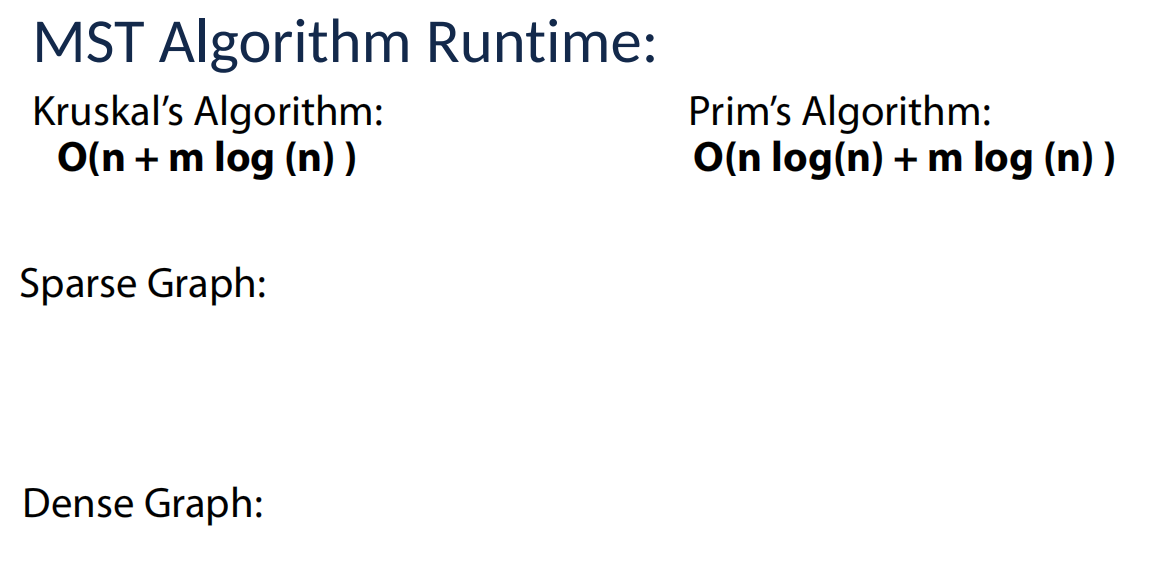 MST Algorithm Runtime:
Kruskal’s Algorithm:
O(n + m log (n) )
Prim’s Algorithm:
O(n log(n) + m log (n) )
Sparse Graph:
Dense Graph: